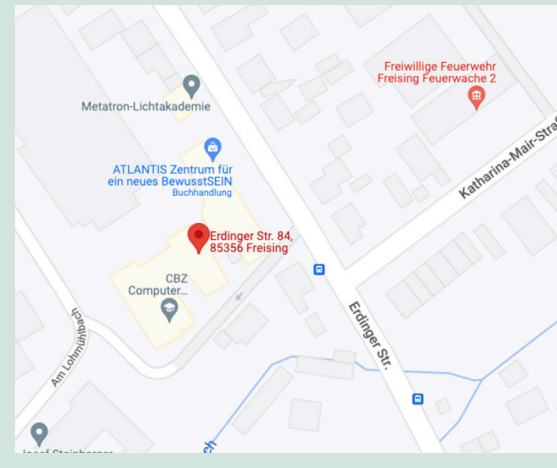 Freiwillige Feuerwehr
Freising Feuerwache 2
Metatron-Lichtakademie
Katharina-Mair-Straß
ATLANTIS Zentrum für
ein neues BewusstSEIN
Buchhandlung
Erdinger Str. 84,
85356 Freising
CBZ
Computer...
Erdinger Str.
Am Lohmühlbach